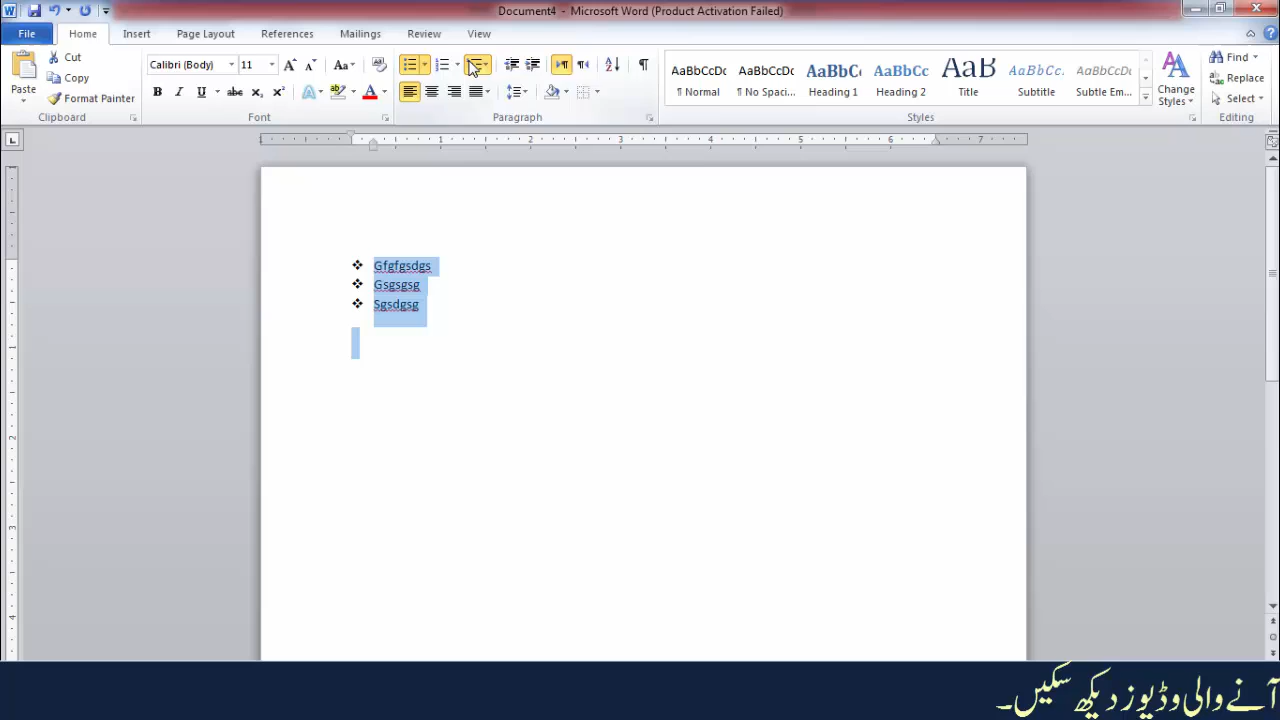 Document4 - Microsoft Word (Product Activation Failed)
File Home Insert Page Layout References Mailings Review View
Cut
Copy
Format Painter
Paste
Clipboard
Calibri (Body) 11
Font
Paragraph
AaBbCcDc AaBbCcDc AaBbC AaBbCc AaB AaBbCc. AaBbCcDc
¶ Normal ¶ No Spaci... Heading 1 Heading 2 Title Subtitle Subtle Em...
Styles
Change
Styles
Find
Replace
Select
Editing
Gfgfgsdgs
Gsgsgsg
Sgsdgsg
آنے والی وڈیوز دیکھ سکیں۔